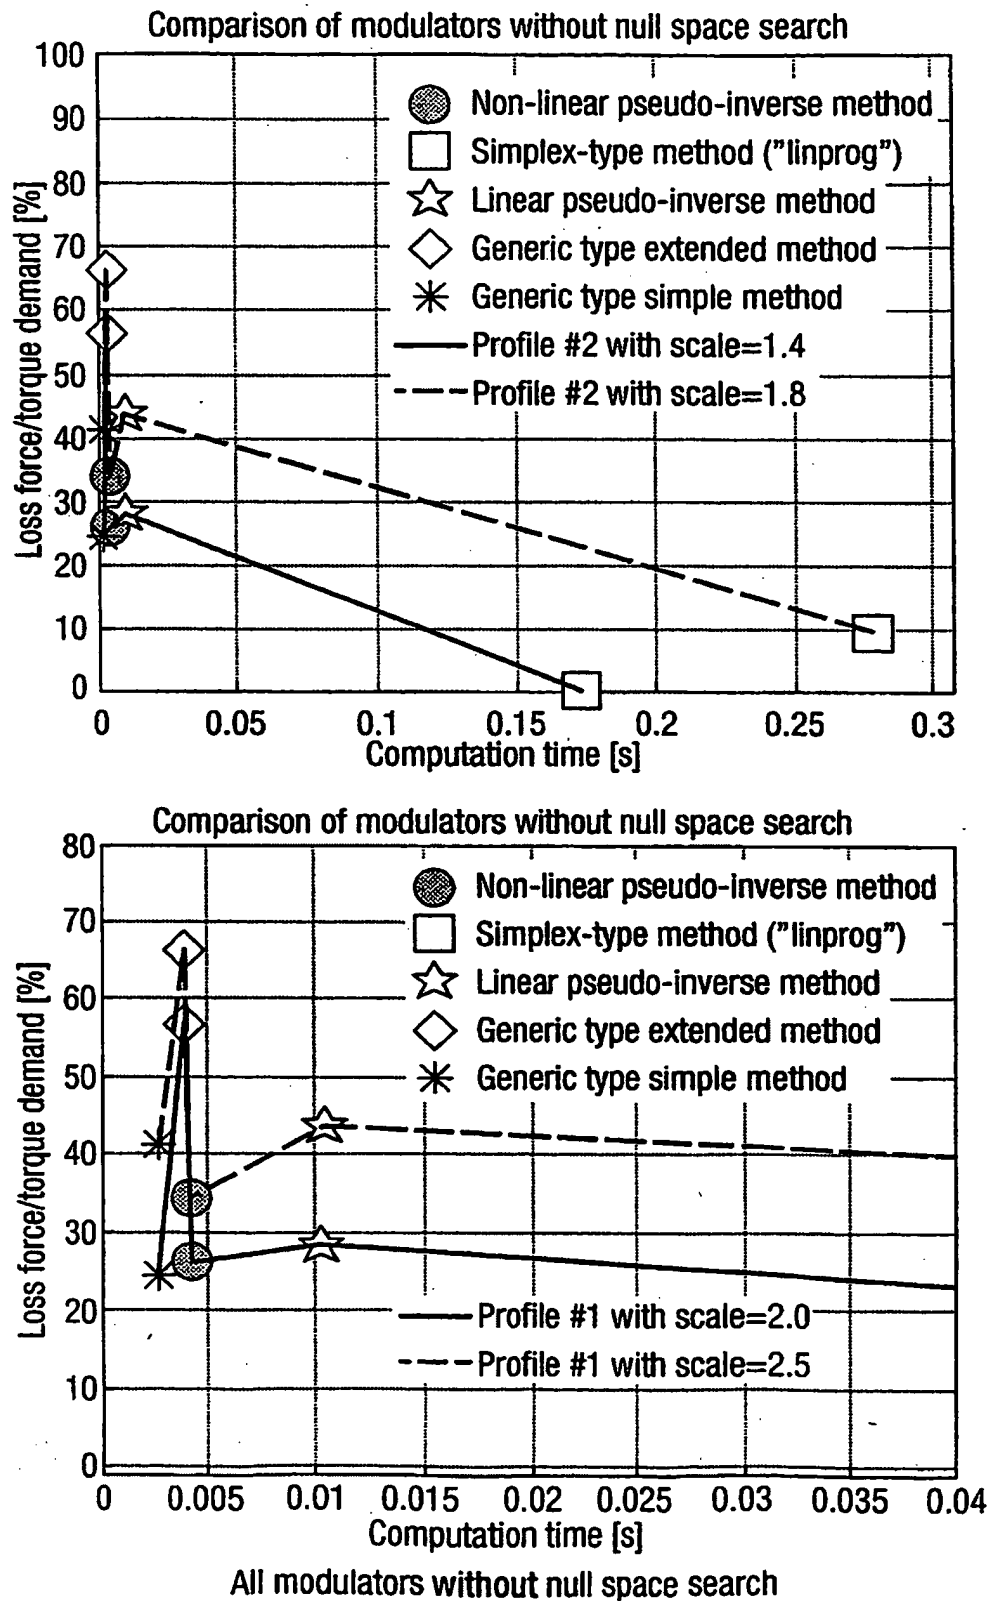 Comparison of modulators without null space search
Loss force/torque demand [%]
100
90
80
70
60
50
40
30
20
10
0
Non-linear pseudo-inverse method
Simplex-type method ("linprog")
Linear pseudo-inverse method
Generic type extended method
Generic type simple method
Profile #2 with scale=1.4
Profile #2 with scale=1.8
0 0.05 0.1 0.15 0.2 0.25 0.3
Computation time [s]
Comparison of modulators without null space search
Loss force/torque demand [%]
80
70
60
50
40
30
20
10
0
Non-linear pseudo-inverse method
Simplex-type method ("linprog")
Linear pseudo-inverse method
Generic type extended method
Generic type simple method
Profile #1 with scale=2.0
Profile #1 with scale=2.5
0 0.005 0.01 0.015 0.02 0.025 0.03 0.035 0.04
Computation time [s]
All modulators without null space search